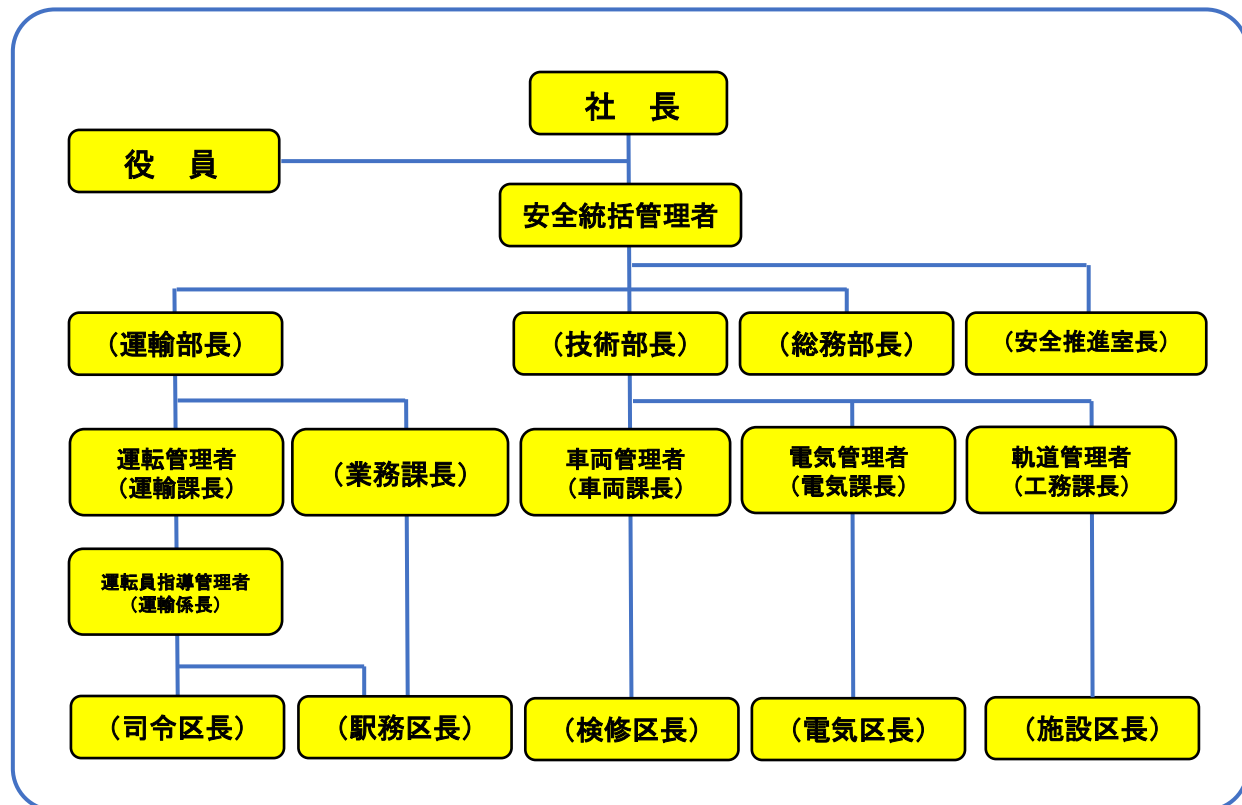 社　長
役　員
安全統括管理者
（運輸部長）
（技術部長）
（総務部長）
（安全推進室長）
運転管理者
（運輸課長）
（業務課長）
車両管理者
（車両課長）
電気管理者
（電気課長）
軌道管理者
（工務課長）
運転員指導管理者
（運輸係長）
（司令区長）
（駅務区長）
（検修区長）
（電気区長）
（施設区長）